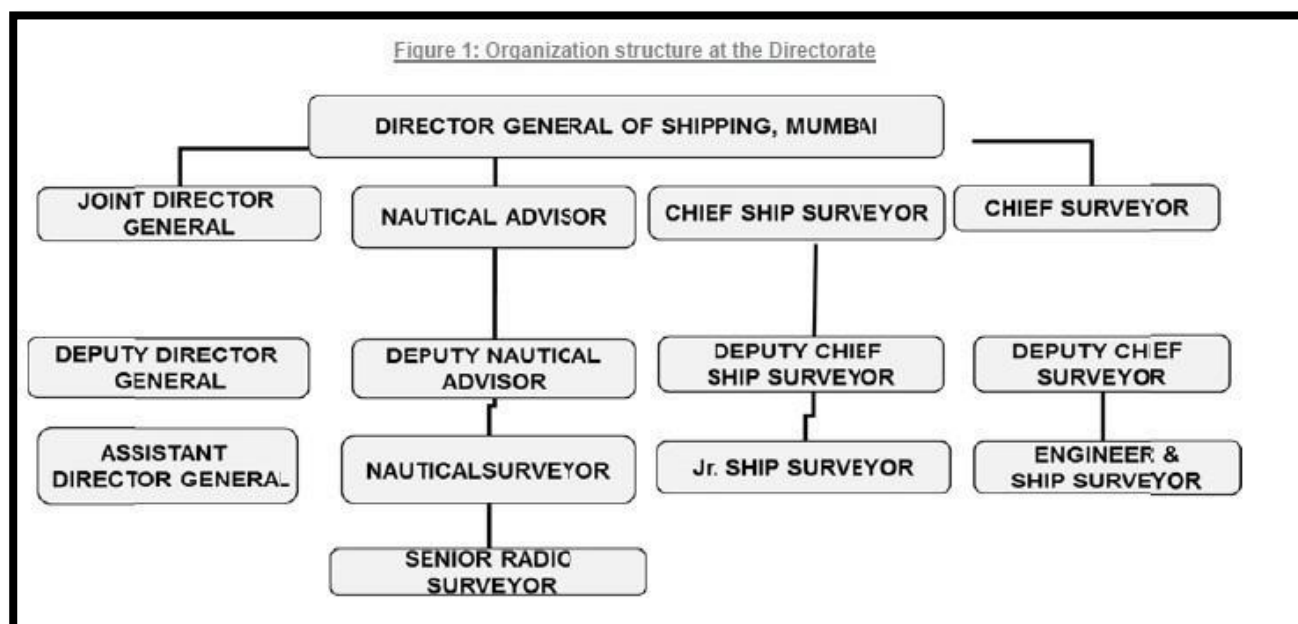 Figure 1: Organization structure at the Directorate
DIRECTOR GENERAL OF SHIPPING, MUMBAI
JOINT DIRECTOR
GENERAL
NAUTICAL ADVISOR
CHIEF SHIP SURVEYOR
CHIEF SURVEYOR
DEPUTY DIRECTOR
GENERAL
DEPUTY NAUTICAL
ADVISOR
DEPUTY CHIEF
SHIP SURVEYOR
DEPUTY CHIEF
SURVEYOR
ASSISTANT
DIRECTOR GENERAL
NAUTICALSURVEYOR
Jr. SHIP SURVEYOR
ENGINEER &
SHIP SURVEYOR
SENIOR RADIO
SURVEYOR